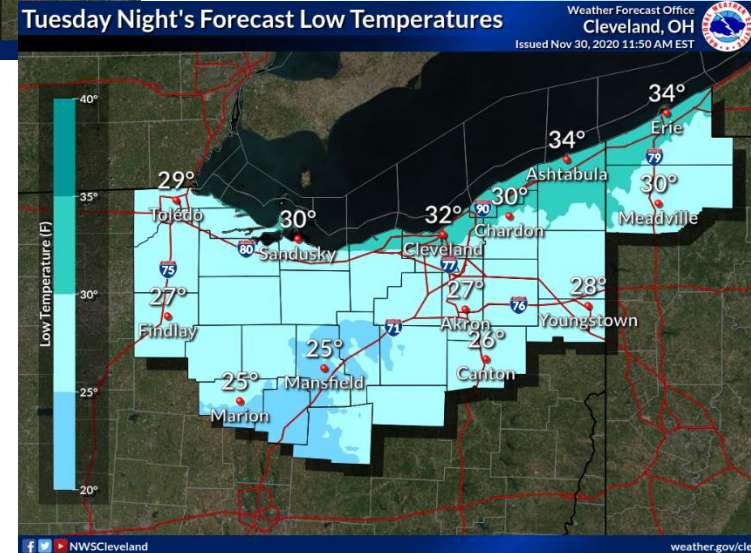 Tuesday Night's Forecast Low Temperatures
Weather Forecast Office
Cleveland, OH
Issued Nov 30, 2020 11:50 AM EST
NATIONAL WEATHER SERVICE
Low Temperature (F)
40°
35°
30°
25°
20°
34°
Erie
34°
Ashtabula
79
29°
Toledo
30°
Sandusky
32°
Cleveland
90
30°
Chardon
30°
Meadville
80
77
75
27°
Findlay
71
27°
Akron
76
28°
Youngstown
26°
Canton
25°
Mansfield
25°
Marion
NWSCleveland
weather.gov/cle